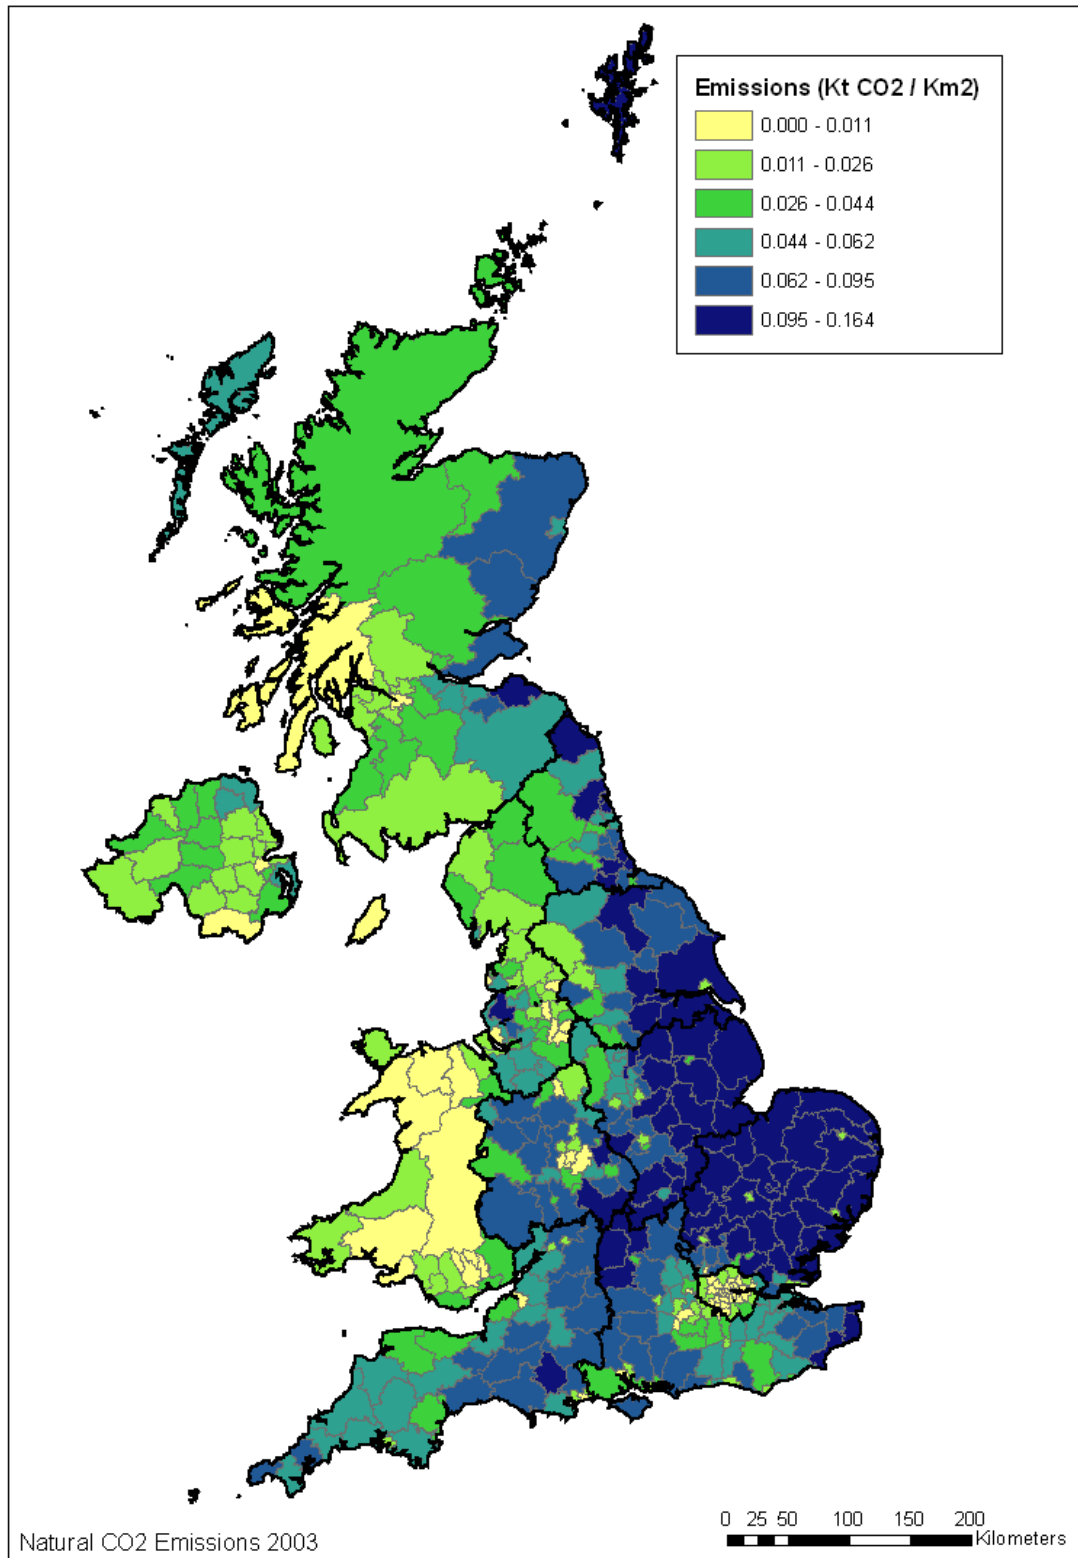 Emissions (Kt CO2 / Km2)
0.000 - 0.011
0.011 - 0.026
0.026 - 0.044
0.044 - 0.062
0.062 - 0.095
0.095 - 0.164
Natural CO2 Emissions 2003
0 25 50 100 150 200
Kilometers